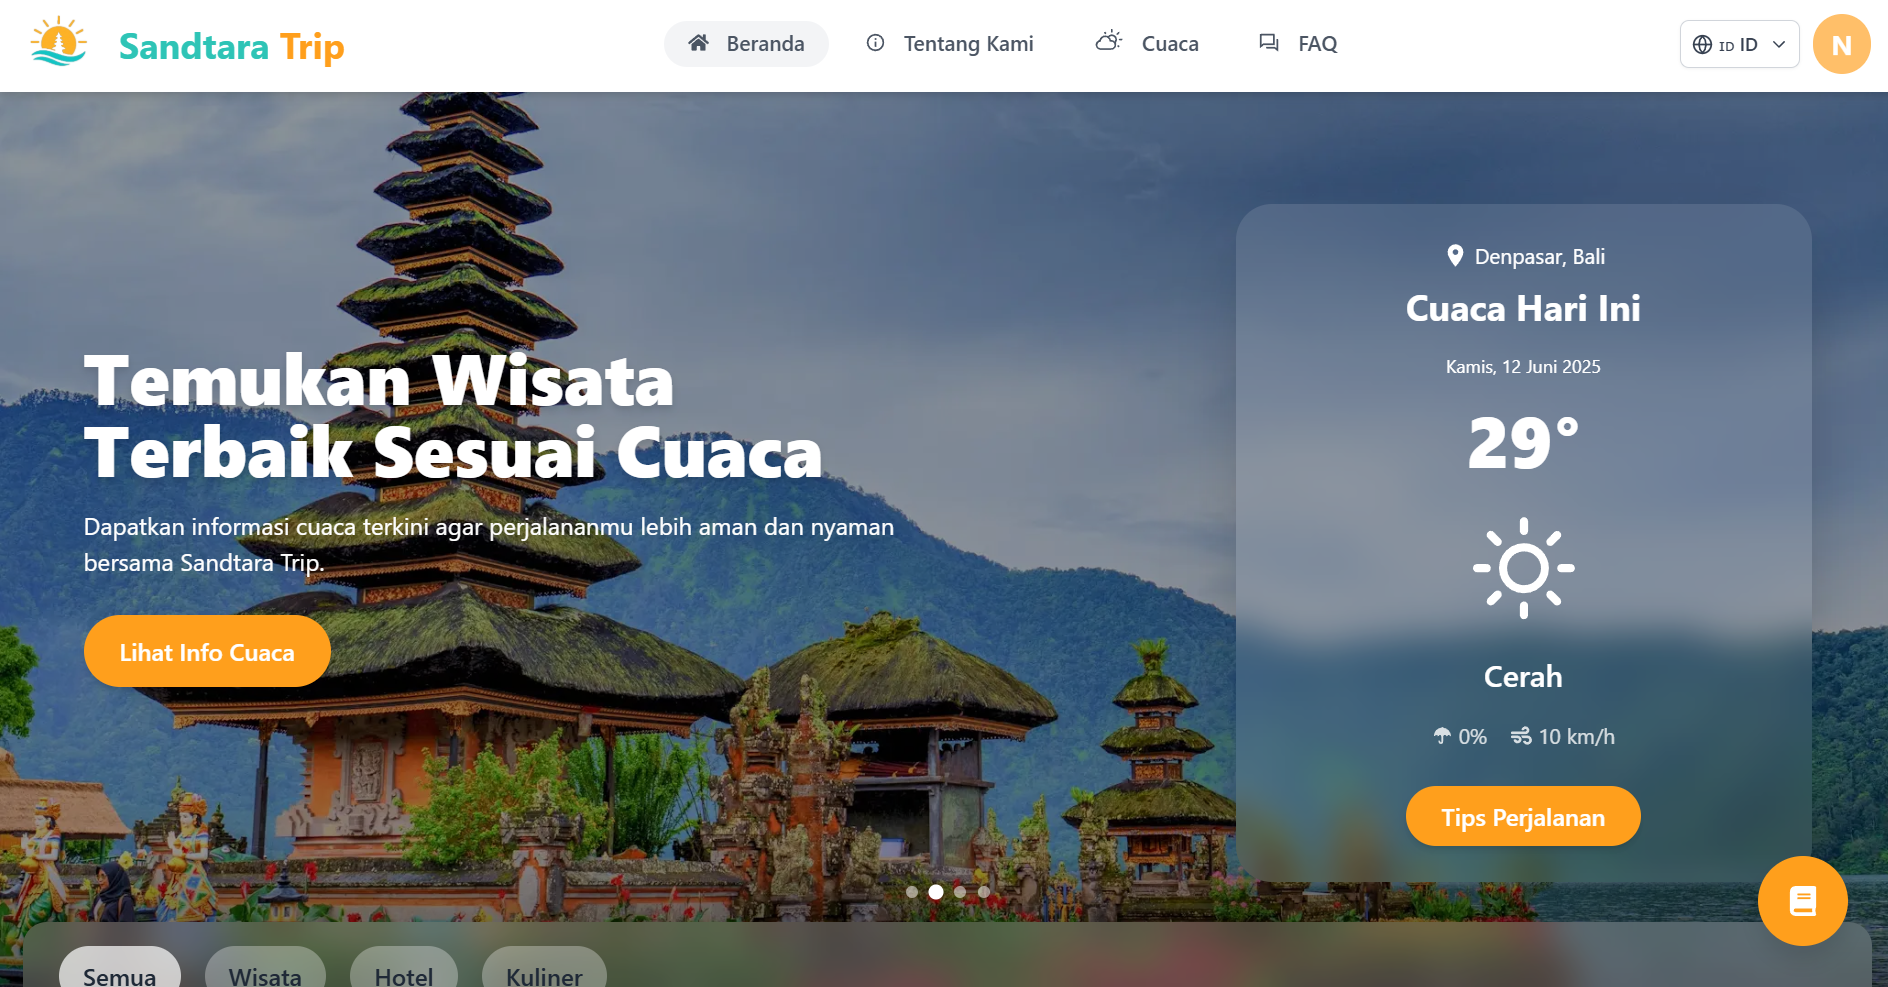 Sandtara Trip
Beranda
Tentang Kami
Cuaca
FAQ
ID ID
N
Temukan Wisata
Terbaik Sesuai Cuaca
Dapatkan informasi cuaca terkini agar perjalananmu lebih aman dan nyaman
bersama Sandtara Trip.
Lihat Info Cuaca
Denpasar, Bali
Cuaca Hari Ini
Kamis, 12 Juni 2025
29°
Cerah
0% 10 km/h
Tips Perjalanan
Semua
Wisata
Hotel
Kuliner